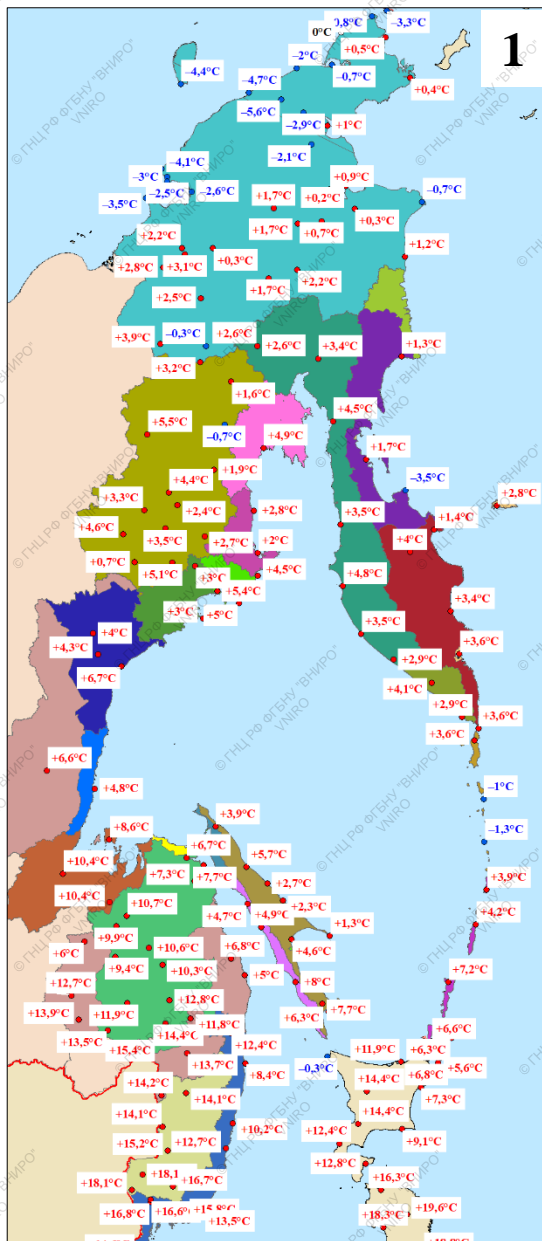 1
0,8°C
–3,3°C
0°C
+0,5°C
–2°C
–0,7°C
–4,4°C
–4,7°C
+0,4°C
–5,6°C
–2,9°C
+1°C
–2,1°C
–4,1°C
–3°C
–2,5°C
–2,6°C
–3,5°C
+0,9°C
–0,7°C
+1,7°C
+0,2°C
+0,3°C
+1,7°C
+0,7°C
+2,2°C
+1,2°C
+2,8°C
+3,1°C
+0,3°C
+2,2°C
+1,7°C
+2,5°C
+3,9°C
–0,3°C
+2,6°C
+2,6°C
+3,4°C
+1,3°C
+3,2°C
+1,6°C
+4,5°C
+5,5°C
–0,7°C
+4,9°C
+1,7°C
+1,9°C
–3,5°C
+4,4°C
+2,8°C
+3,3°C
+2,4°C
+2,8°C
+3,5°C
+1,4°C
+4,6°C
+3,5°C
+2,7°C
+2°C
+4°C
+0,7°C
+5,1°C
+3°C
+4,5°C
+4,8°C
+5,4°C
+3°C
+5°C
+3,4°C
+4°C
+3,5°C
+4,3°C
+3,6°C
+6,7°C
+2,9°C
+4,1°C
+2,9°C
+3,6°C
+3,6°C
+6,6°C
+4,8°C
–1°C
+3,9°C
+8,6°C
–1,3°C
+6,7°C
+10,4°C
+7,3°C
+7,7°C
+5,7°C
+2,7°C
+3,9°C
+10,4°C
+10,7°C
+4,7°C
+4,9°C
+2,3°C
+1,3°C
+4,2°C
+9,9°C
+6°C
+10,6°C
+6,8°C
+4,6°C
+9,4°C
+10,3°C
+5°C
+8°C
+7,2°C
+12,7°C
+12,8°C
+13,9°C
+11,9°C
+11,8°C
+6,3°C
+7,7°C
+13,5°C
+14,4°C
+15,4°C
+12,4°C
+6,6°C
+13,7°C
+8,4°C
–0,3°C
+11,9°C
+6,3°C
+5,6°C
+6,8°C
+14,2°C
+14,1°C
+14,4°C
+7,3°C
+14,1°C
+10,2°C
+14,4°C
+12,4°C
+9,1°C
+15,2°C
+12,7°C
+12,8°C
+18,1°C
+18,1
+16,7°C
+16,3°C
+16,8°C
+16,6°
+15,8°C
+13,5°C
+18,3°C
+19,6°C
© ГНЦ РФ ФГБНУ "ВНИРО"
VNIRO